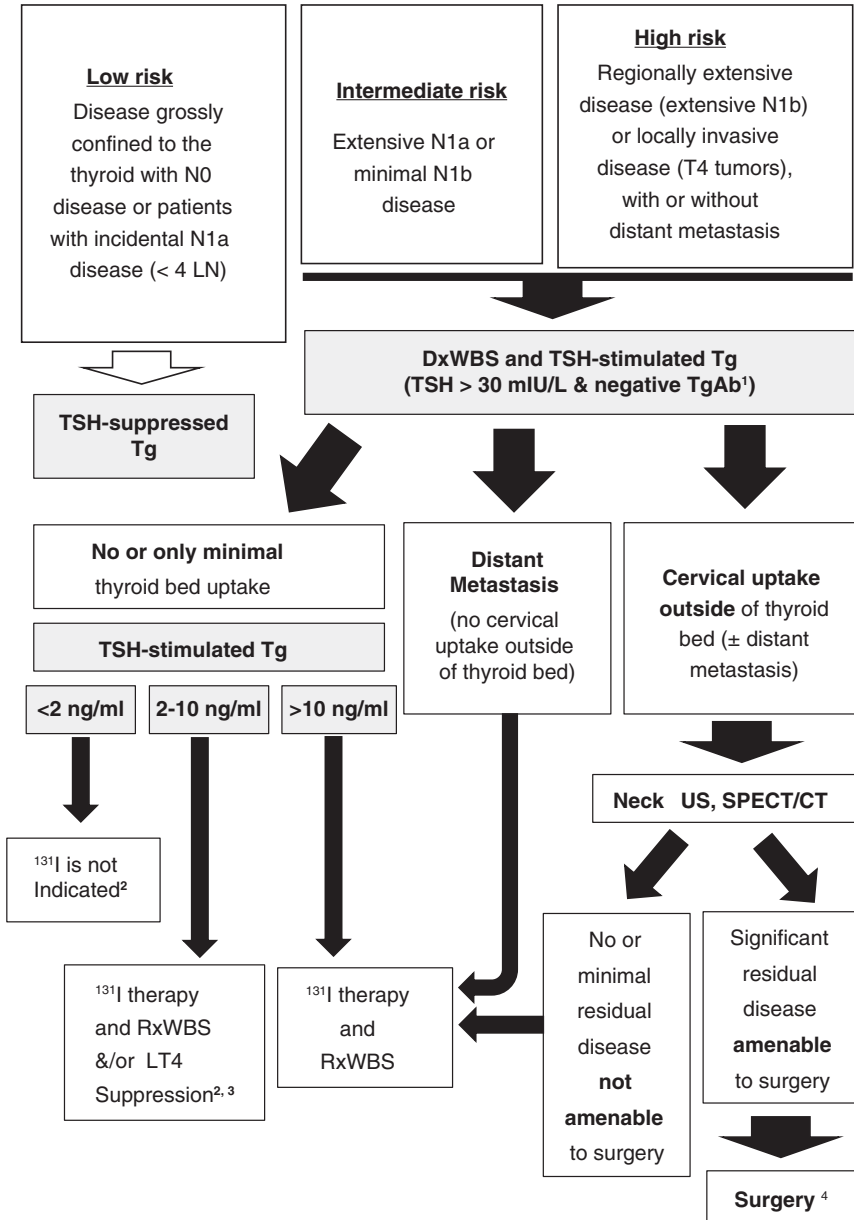 Low risk
Disease grossly
confined to the
thyroid with N0
disease or patients
with incidental N1a
disease (< 4 LN)
Intermediate risk
Extensive N1a or
minimal N1b
disease
High risk
Regionally extensive
disease (extensive N1b)
or locally invasive
disease (T4 tumors),
with or without
distant metastasis
DxWBS and TSH-stimulated Tg
(TSH > 30 mIU/L & negative TgAb¹)
TSH-suppressed
Tg
No or only minimal
thyroid bed uptake
TSH-stimulated Tg
<2 ng/ml
2-10 ng/ml
>10 ng/ml
Distant
Metastasis
(no cervical
uptake outside
of thyroid bed)
Cervical uptake
outside of thyroid
bed (± distant
metastasis)
Neck US, SPECT/CT
¹³¹I is not
Indicated²
¹³¹I therapy
and RxWBS
&/or LT4
Suppression²,³
¹³¹I therapy
and
RxWBS
No or
minimal
residual
disease
not
amenable
to surgery
Significant
residual
disease
amenable
to surgery
Surgery ⁴